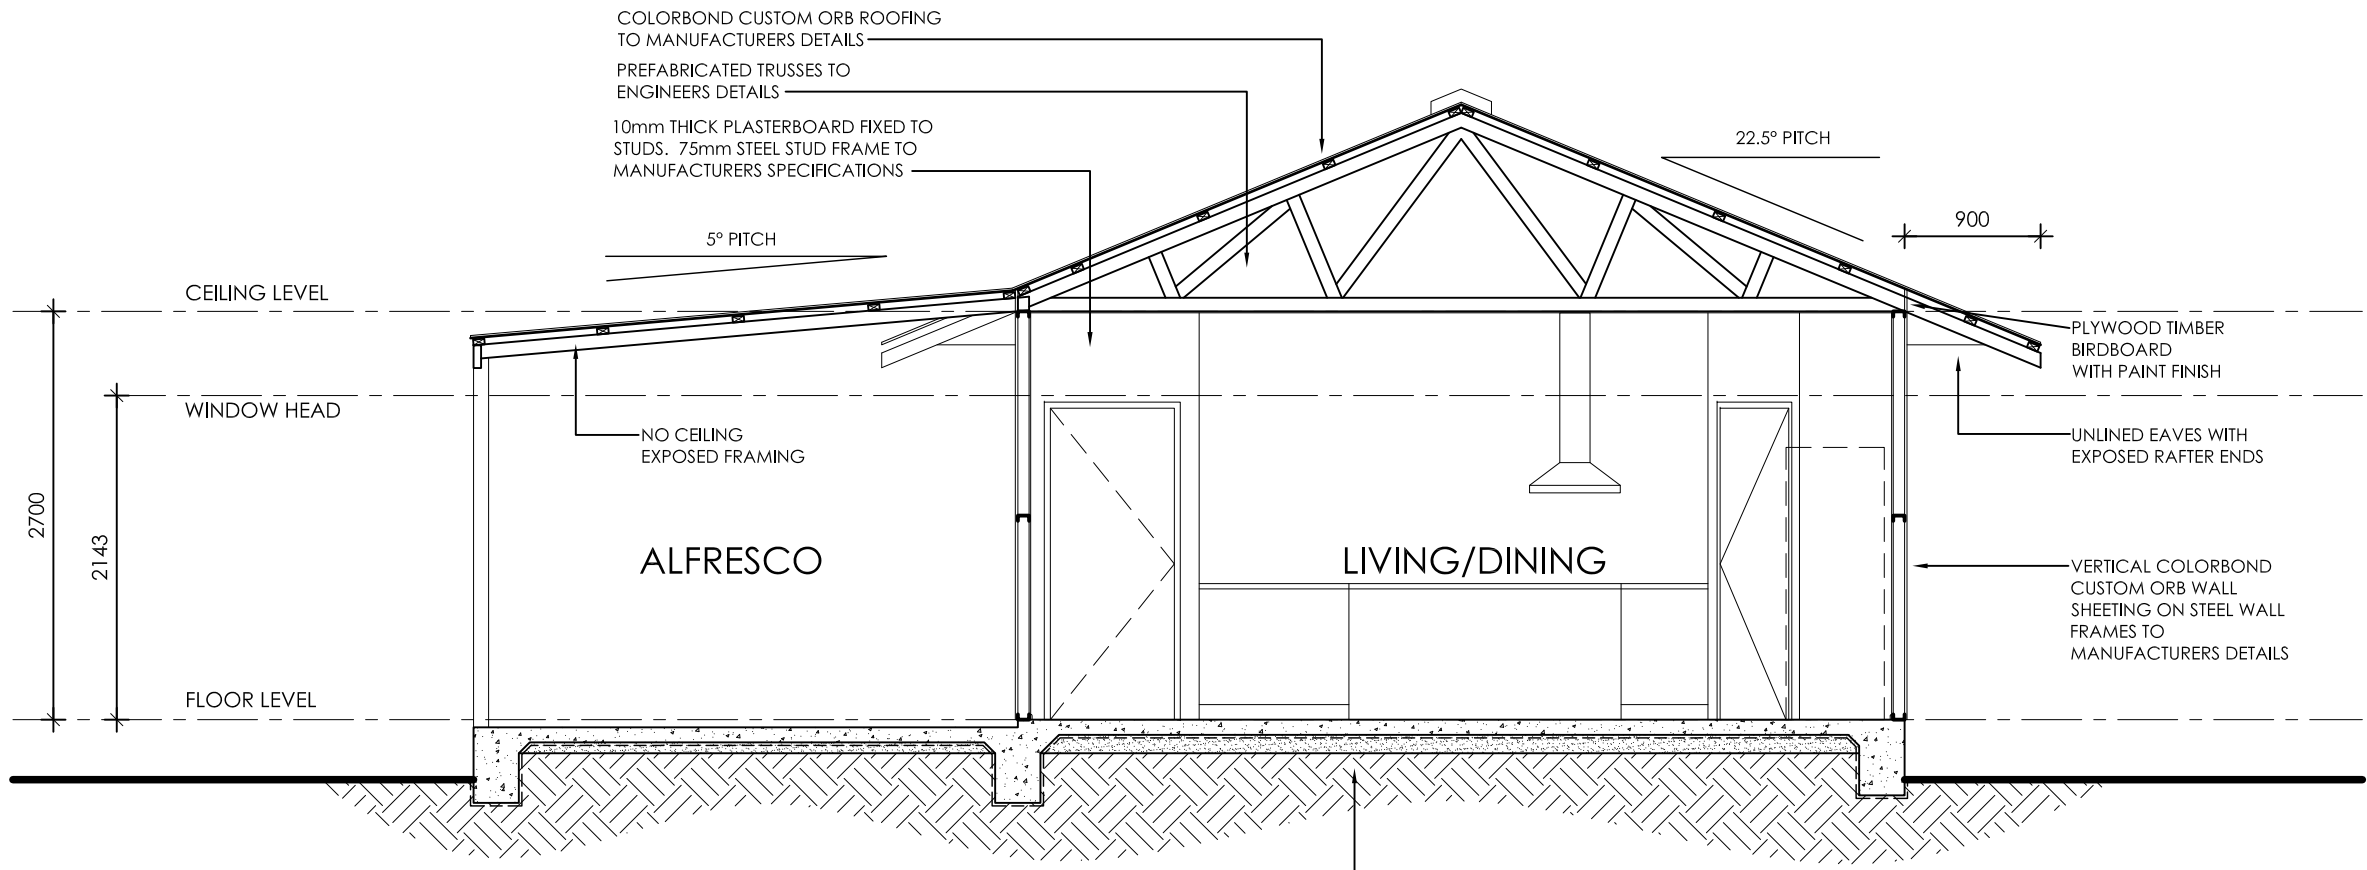 COLORBOND CUSTOM ORB ROOFING
TO MANUFACTURERS DETAILS
PREFABRICATED TRUSSES TO
ENGINEERS DETAILS
10mm THICK PLASTERBOARD FIXED TO
STUDS. 75mm STEEL STUD FRAME TO
MANUFACTURERS SPECIFICATIONS
22.5° PITCH
900
5° PITCH
CEILING LEVEL
PLYWOOD TIMBER
BIRDBOARD
WITH PAINT FINISH
WINDOW HEAD
NO CEILING
EXPOSED FRAMING
UNLINED EAVES WITH
EXPOSED RAFTER ENDS
2700
2143
ALFRESCO
LIVING/DINING
VERTICAL COLORBOND
CUSTOM ORB WALL
SHEETING ON STEEL WALL
FRAMES TO
MANUFACTURERS DETAILS
FLOOR LEVEL